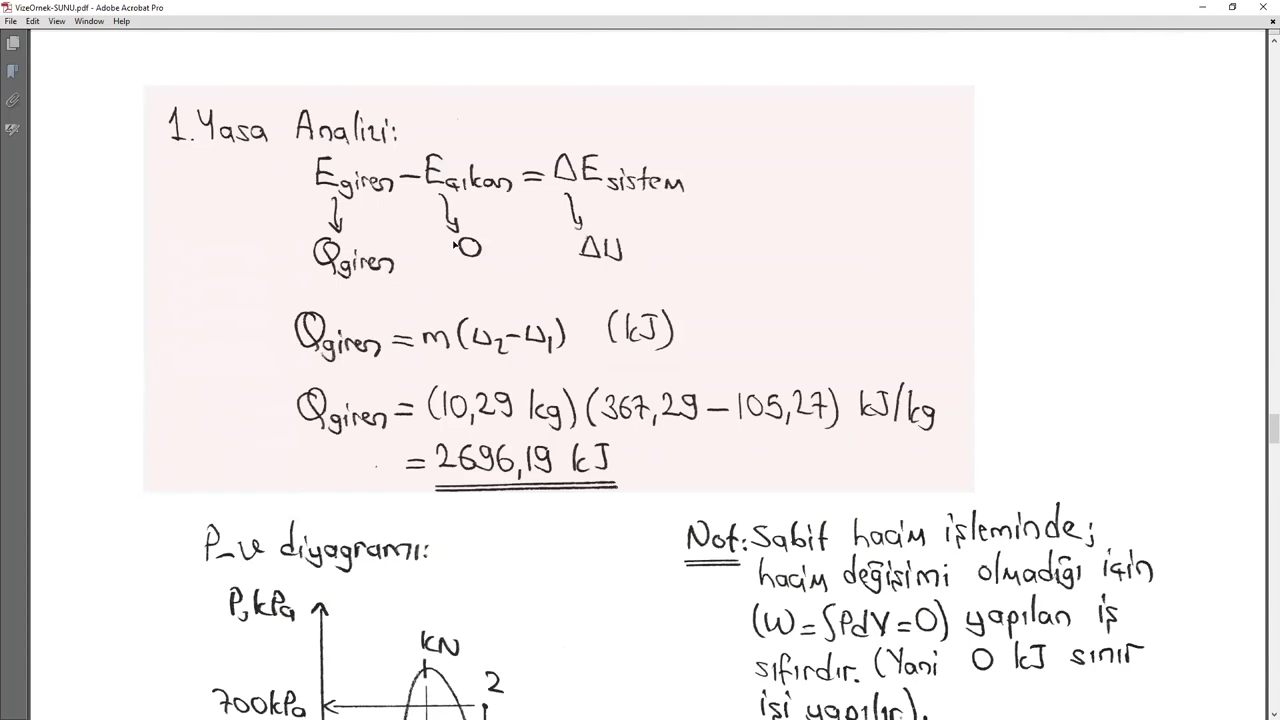 VizeOrnek-SUNU.pdf - Adobe Acrobat Pro
File Edit View Window Help
1.Yasa Analizi:
Egiren - Eçıkan = ΔEsistem
Qgiren 0 ΔU
Qgiren = m(u2-u1) (kJ)
Qgiren = (10,29 kg)(367,29-105,27) kJ/kg
= 2696,19 kJ
P-v diyagramı:
P,kPa
KN
2
700kPa
Not: Sabit hacim işleminde;
hacim değişimi olmadığı için
(W=∫PdV=0) yapılan iş
sıfırdır. (Yani 0 kJ sınır
işi yapılır).